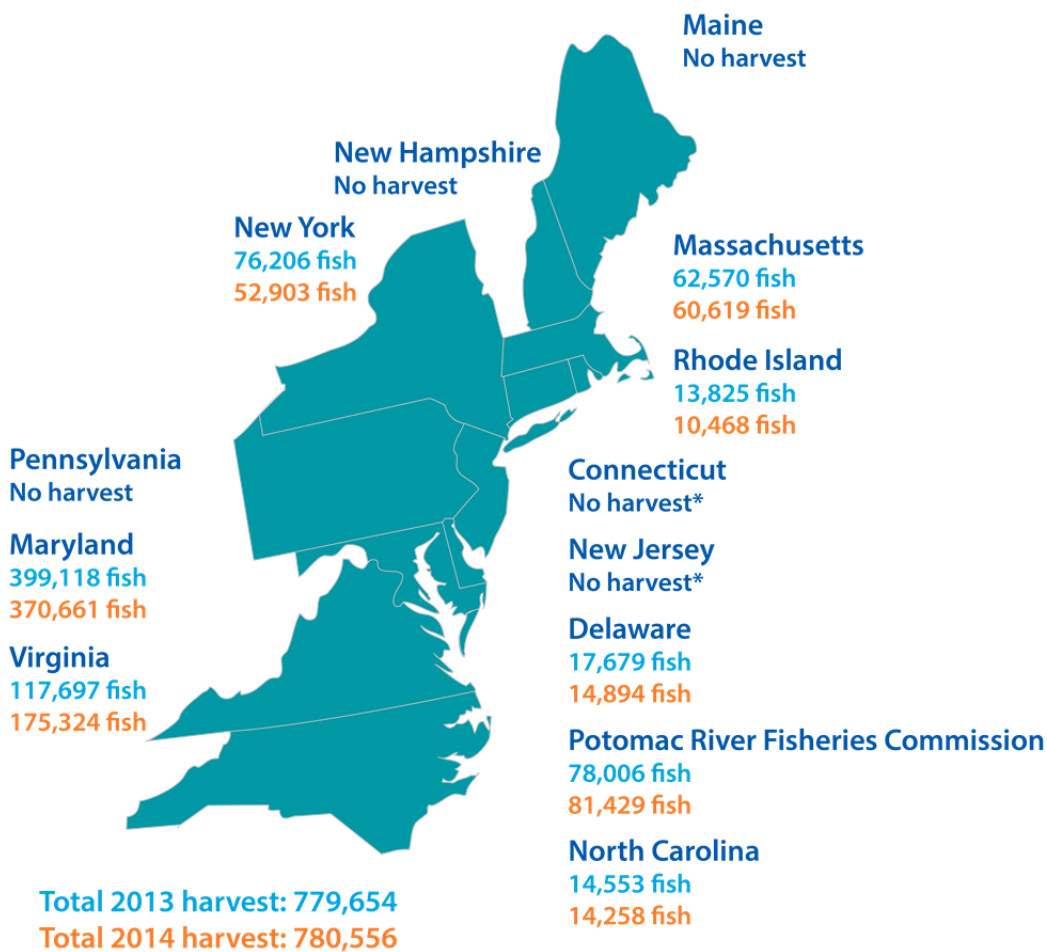 Maine
No harvest
New Hampshire
No harvest
New York
76,206 fish
52,903 fish
Massachusetts
62,570 fish
60,619 fish
Rhode Island
13,825 fish
10,468 fish
Pennsylvania
No harvest
Maryland
399,118 fish
370,661 fish
Virginia
117,697 fish
175,324 fish
Connecticut
No harvest*
New Jersey
No harvest*
Delaware
17,679 fish
14,894 fish
Potomac River Fisheries Commission
78,006 fish
81,429 fish
North Carolina
14,553 fish
14,258 fish
Total 2013 harvest: 779,654
Total 2014 harvest: 780,556